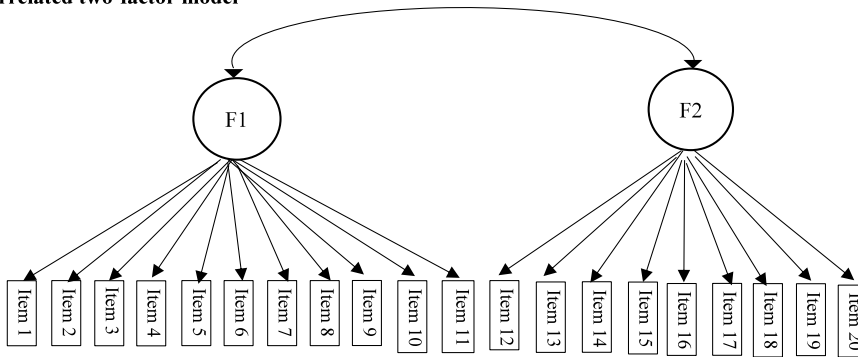 rrelated two-factor model
F1
F2
Item 1
Item 2
Item 3
Item 4
Item 5
Item 6
Item 7
Item 8
Item 9
Item 10
Item 11
Item 12
Item 13
Item 14
Item 15
Item 16
Item 17
Item 18
Item 19
Item 20